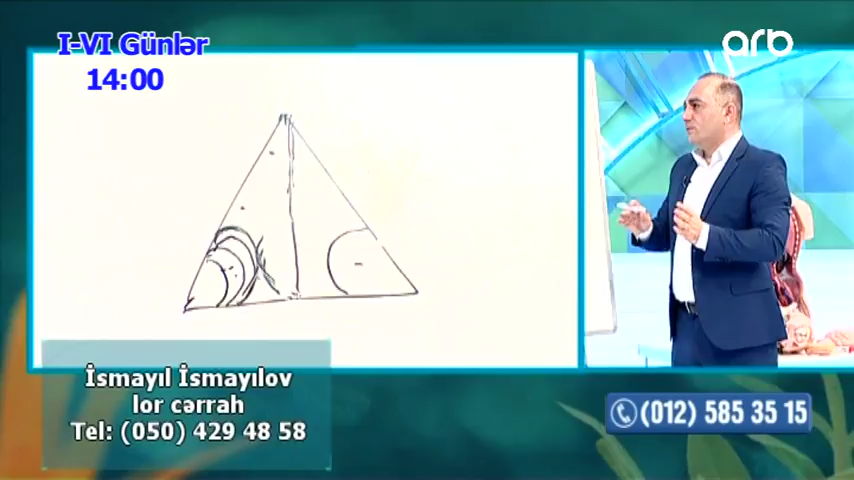 I-VI Günlər
14:00
arb
İsmayıl İsmayılov
lor cərrah
Tel: (050) 429 48 58
(012) 585 35 15